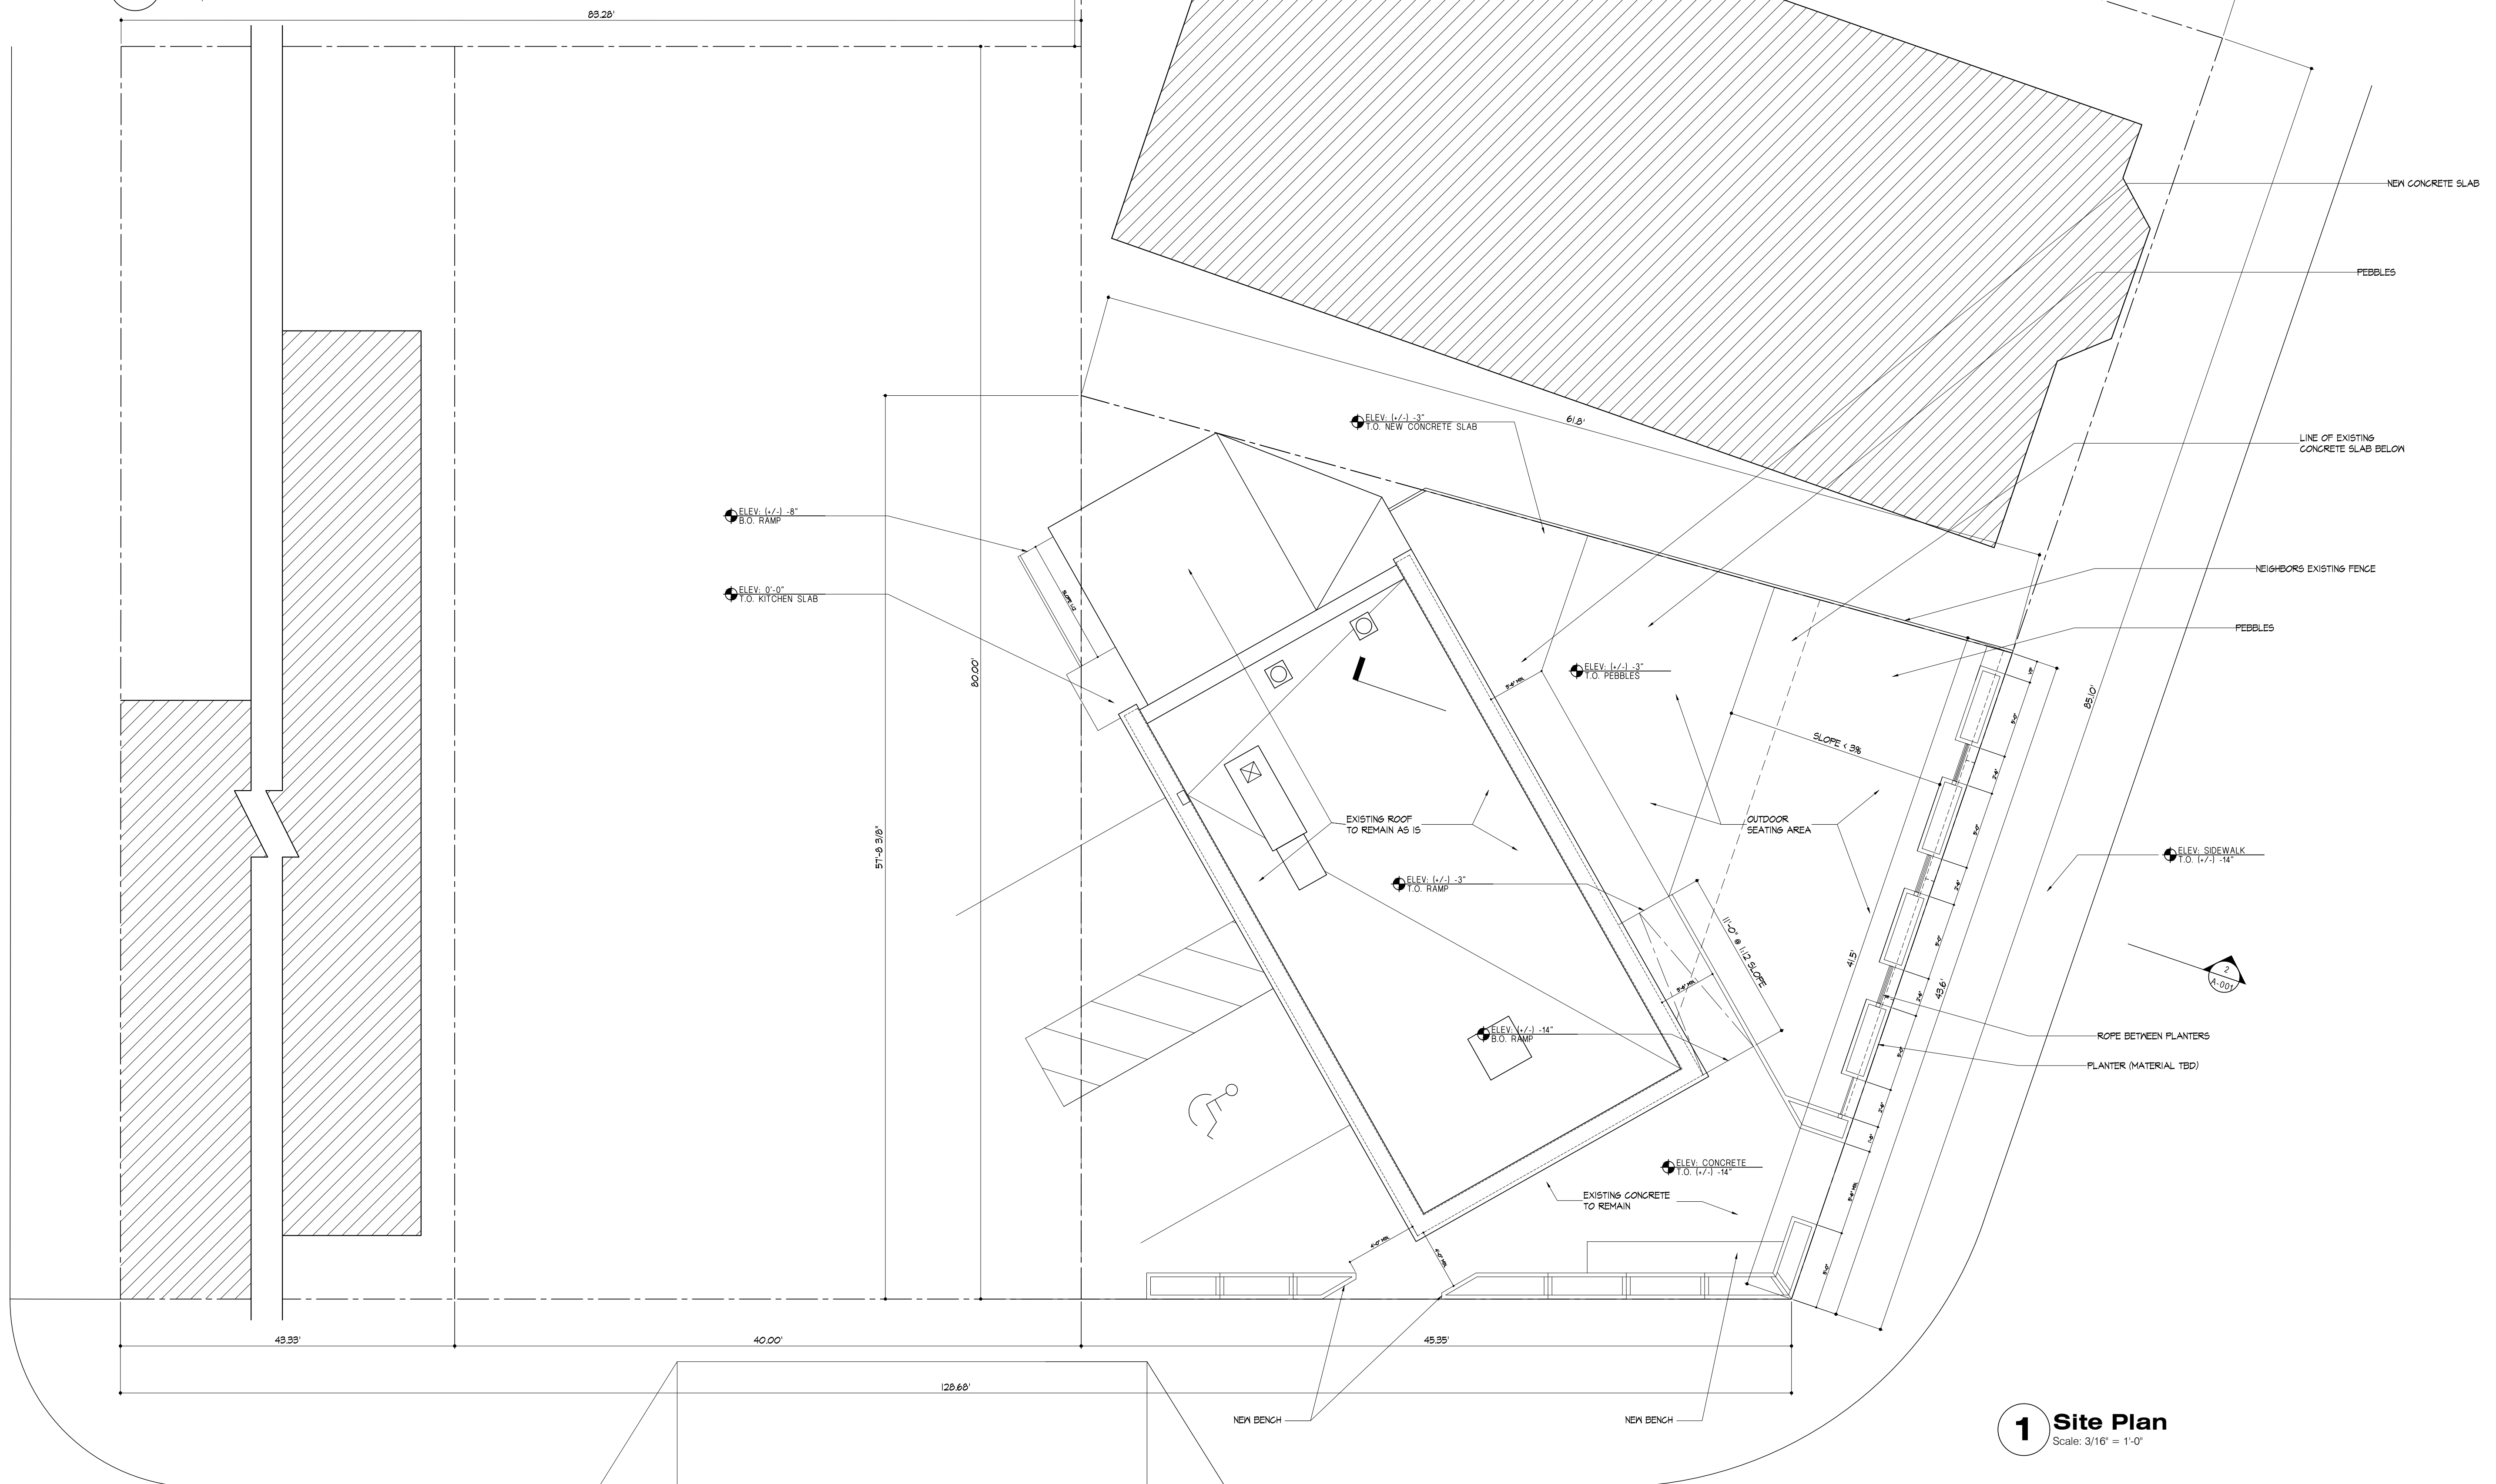 83.28'
NEW CONCRETE SLAB
PEBBLES
61.8'
ELEV: (+/-) -3"
T.O. NEW CONCRETE SLAB
LINE OF EXISTING
CONCRETE SLAB BELOW
ELEV: (+/-) -8"
B.O. RAMP
NEIGHBORS EXISTING FENCE
ELEV: 0'-0"
T.O. KITCHEN SLAB
SLOPE 1/2
PEBBLES
80.00'
ELEV: (+/-) -3"
T.O. PEBBLES
85.10'
SLOPE < 3%
57'-8 3/8"
EXISTING ROOF
TO REMAIN AS IS
OUTDOOR
SEATING AREA
ELEV: SIDEWALK
T.O. (+/-) -14"
ELEV: (+/-) -3"
T.O. RAMP
11'-0" @ 1:12 SLOPE
41.5'
43.6'
2
A-001
ELEV: (+/-) -14"
B.O. RAMP
ROPE BETWEEN PLANTERS
PLANTER (MATERIAL TBD)
ELEV: CONCRETE
T.O. (+/-) -14"
EXISTING CONCRETE
TO REMAIN
43.33'
40.00'
45.35'
128.68'
NEW BENCH
NEW BENCH
1
Site Plan
Scale: 3/16" = 1'-0"